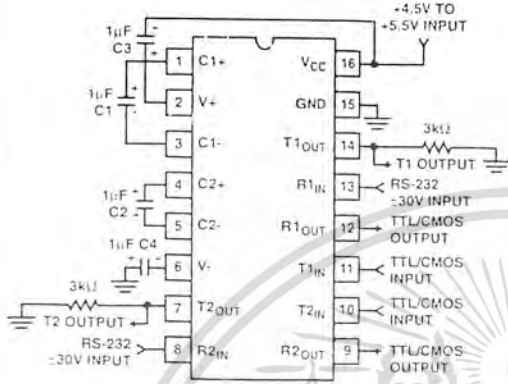 +4.5V TO
+5.5V INPUT
1µF
C3
- +
1 C1+
VCC 16
1µF
C1
+ -
2 V+
GND 15
3kΩ
3 C1-
T1OUT 14
T1 OUTPUT
4 C2+
1µF
C2
+ -
R1IN 13
RS-232
±30V INPUT
5 C2-
R1OUT 12
TTL/CMOS
OUTPUT
1µF C4
+ -
6 V-
T1IN 11
TTL/CMOS
INPUT
3kΩ
7 T2OUT
T2 OUTPUT
T2IN 10
TTL/CMOS
INPUT
RS-232
±30V INPUT
8 R2IN
R2OUT 9
TTL/CMOS
OUTPUT